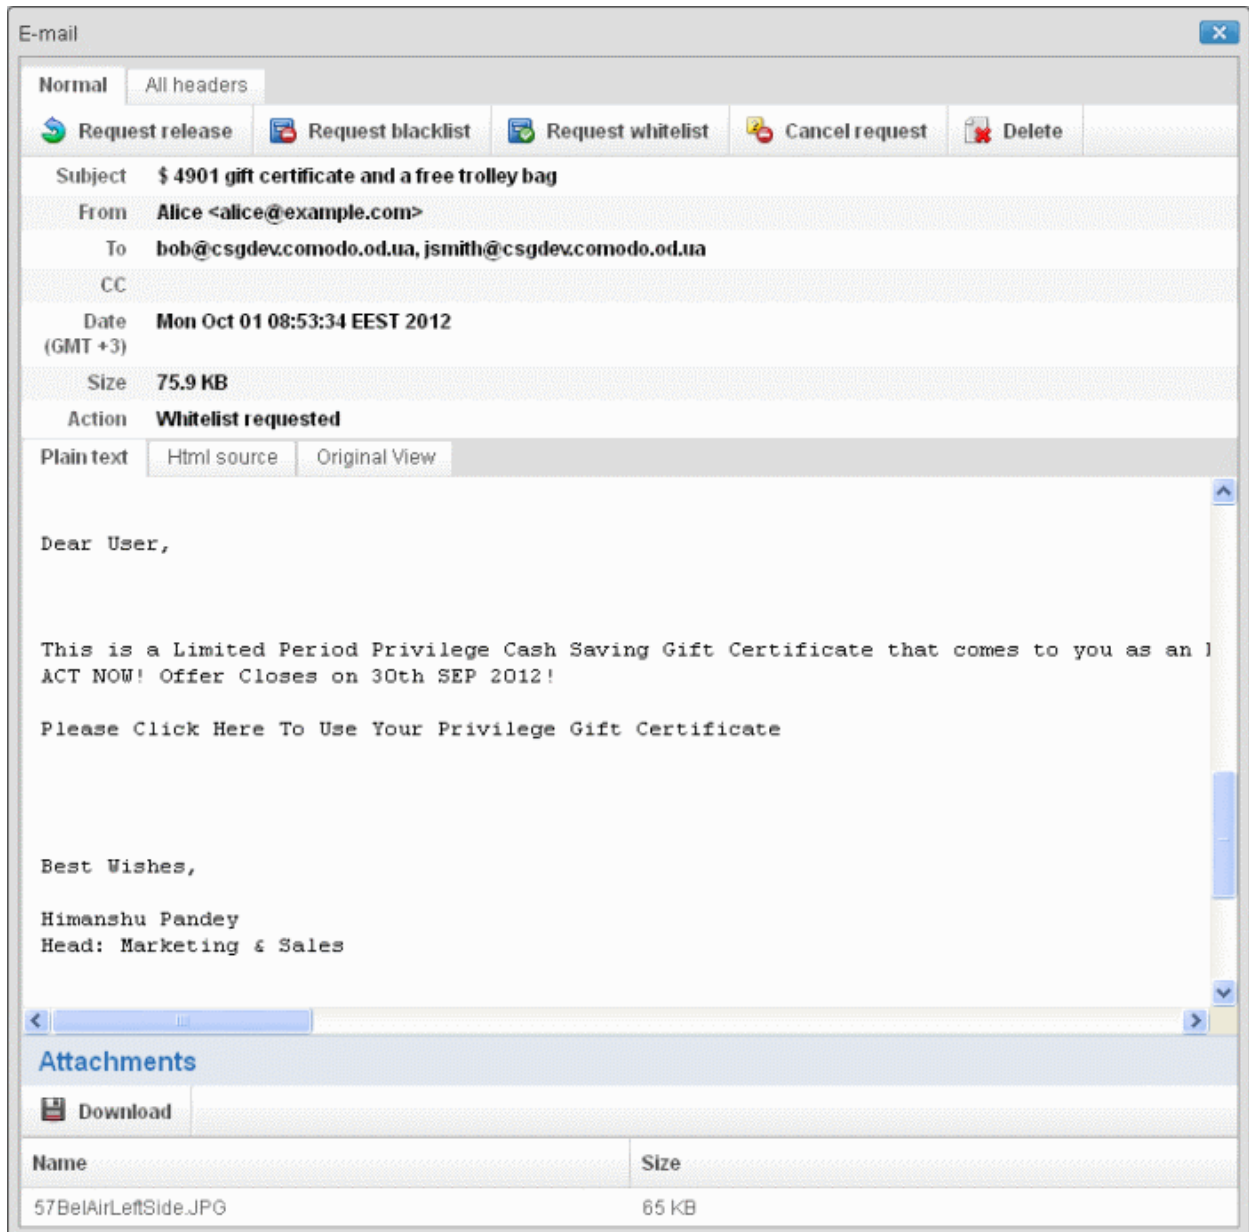 E-mail
Normal All headers
Request release Request blacklist Request whitelist Cancel request Delete
Subject $ 4901 gift certificate and a free trolley bag
From Alice <alice@example.com>
To bob@csgdev.comodo.od.ua, jsmith@csgdev.comodo.od.ua
CC
Date Mon Oct 01 08:53:34 EEST 2012
(GMT +3)
Size 75.9 KB
Action Whitelist requested
Plain text Html source Original View
Dear User,
This is a Limited Period Privilege Cash Saving Gift Certificate that comes to you as an
ACT NOW! Offer Closes on 30th SEP 2012!
Please Click Here To Use Your Privilege Gift Certificate
Best Wishes,
Himanshu Pandey
Head: Marketing & Sales
Attachments
Download
Name Size
57BelAirLeftSide.JPG 65 KB